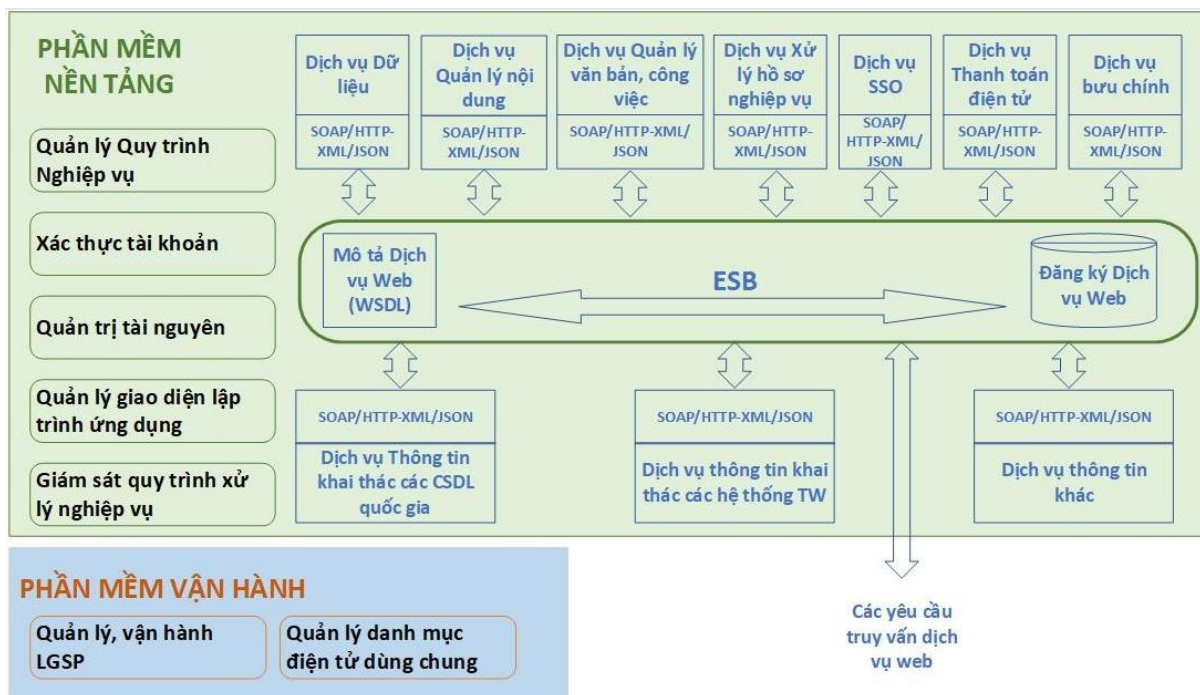 PHẦN MỀM
NỀN TẢNG
Quản lý Quy trình
Nghiệp vụ
Xác thực tài khoản
Quản trị tài nguyên
Quản lý giao diện lập
trình ứng dụng
Giám sát quy trình xử
lý nghiệp vụ
Dịch vụ Dữ
liệu
SOAP/HTTP-
XML/JSON
Dịch vụ
Quản lý nội
dung
SOAP/HTTP-
XML/JSON
Dịch vụ Quản lý
văn bản, công
việc
SOAP/HTTP-XML/
JSON
Dịch vụ Xử
lý hồ sơ
nghiệp vụ
SOAP/HTTP-
XML/JSON
Dịch vụ
SSO
SOAP/
HTTP-XML/
JSON
Dịch vụ
Thanh toán
điện tử
SOAP/HTTP-
XML/JSON
Dịch vụ
bưu chính
SOAP/HTTP-
XML/JSON
Mô tả Dịch
vụ Web
(WSDL)
ESB
Đăng ký Dịch
vụ Web
SOAP/HTTP-XML/JSON
Dịch vụ Thông tin
khai thác các CSDL
quốc gia
SOAP/HTTP-XML/JSON
Dịch vụ thông tin khai
thác các hệ thống TW
SOAP/HTTP-XML/JSON
Dịch vụ thông tin
khác
PHẦN MỀM VẬN HÀNH
Quản lý, vận hành
LGSP
Quản lý danh mục
điện tử dùng chung
Các yêu cầu
truy vấn dịch
vụ web